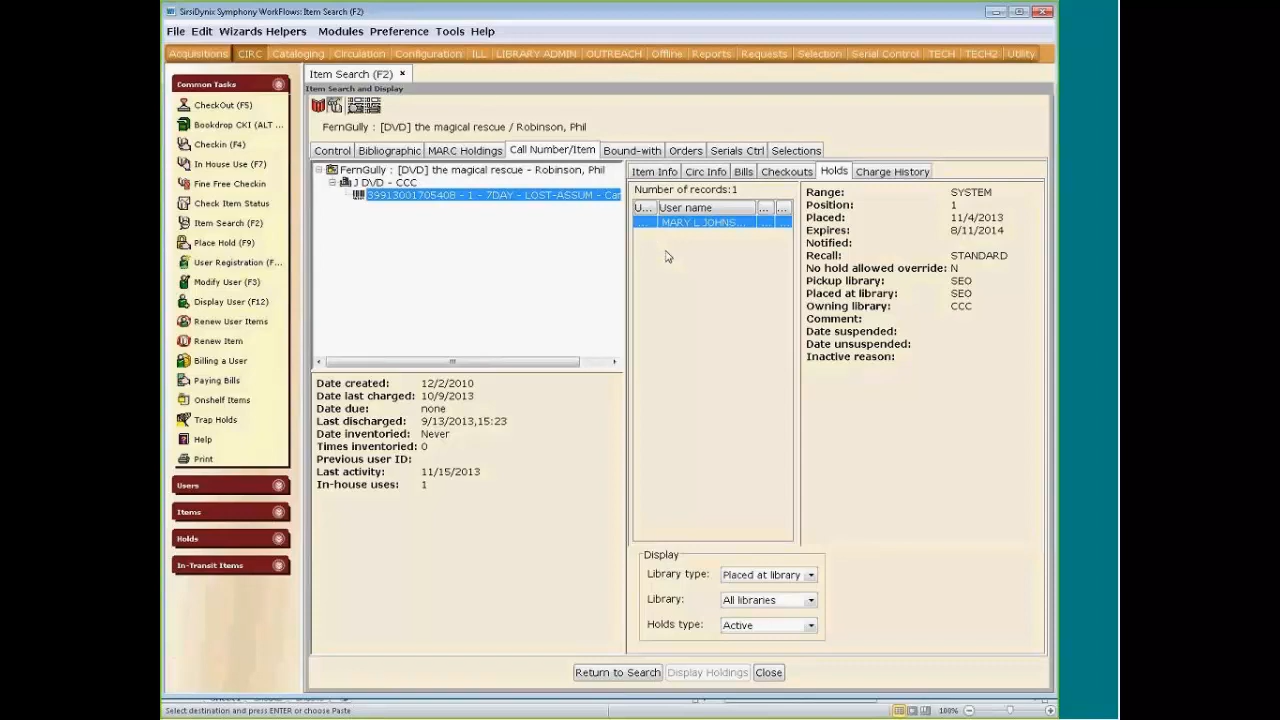 SirsiDynix Symphony WorkFlows: Item Search (F2)
File Edit Wizards Helpers Modules Preference Tools Help
Acquisitions CIRC Cataloging Circulation Configuration ILL LIBRARY ADMIN OUTREACH Offline Reports Requests Selection Serial Control TECH TECH2 Utility
Common Tasks
CheckOut (F5)
Bookdrop CKI (ALT ...
Checkin (F4)
In House Use (F7)
Fine Free Checkin
Check Item Status
Item Search (F2)
Place Hold (F9)
User Registration (F...
Modify User (F3)
Display User (F12)
Renew User Items
Renew Item
Billing a User
Paying Bills
Onshelf Items
Trap Holds
Help
Print
Users
Items
Holds
In-Transit Items
Item Search (F2) ×
Item Search and Display
FernGully : [DVD] the magical rescue / Robinson, Phil
Control Bibliographic MARC Holdings Call Number/Item Bound-with Orders Serials Ctrl Selections
FernGully : [DVD] the magical rescue - Robinson, Phil
J DVD - CCC
39913001705408 - 1 - 7DAY - LOST-ASSUM - Car
Date created: 12/2/2010
Date last charged: 10/9/2013
Date due: none
Last discharged: 9/13/2013,15:23
Date inventoried: Never
Times inventoried: 0
Previous user ID:
Last activity: 11/15/2013
In-house uses: 1
Item Info Circ Info Bills Checkouts Holds Charge History
Number of records:1
U... User name ... ...
... MARY L JOHNS... ... ...
Range: SYSTEM
Position: 1
Placed: 11/4/2013
Expires: 8/11/2014
Notified:
Recall: STANDARD
No hold allowed override: N
Pickup library: SEO
Placed at library: SEO
Owning library: CCC
Comment:
Date suspended:
Date unsuspended:
Inactive reason:
Display
Library type: Placed at library
Library: All libraries
Holds type: Active
Return to Search Display Holdings Close
Select destination and press ENTER or choose Paste
100%